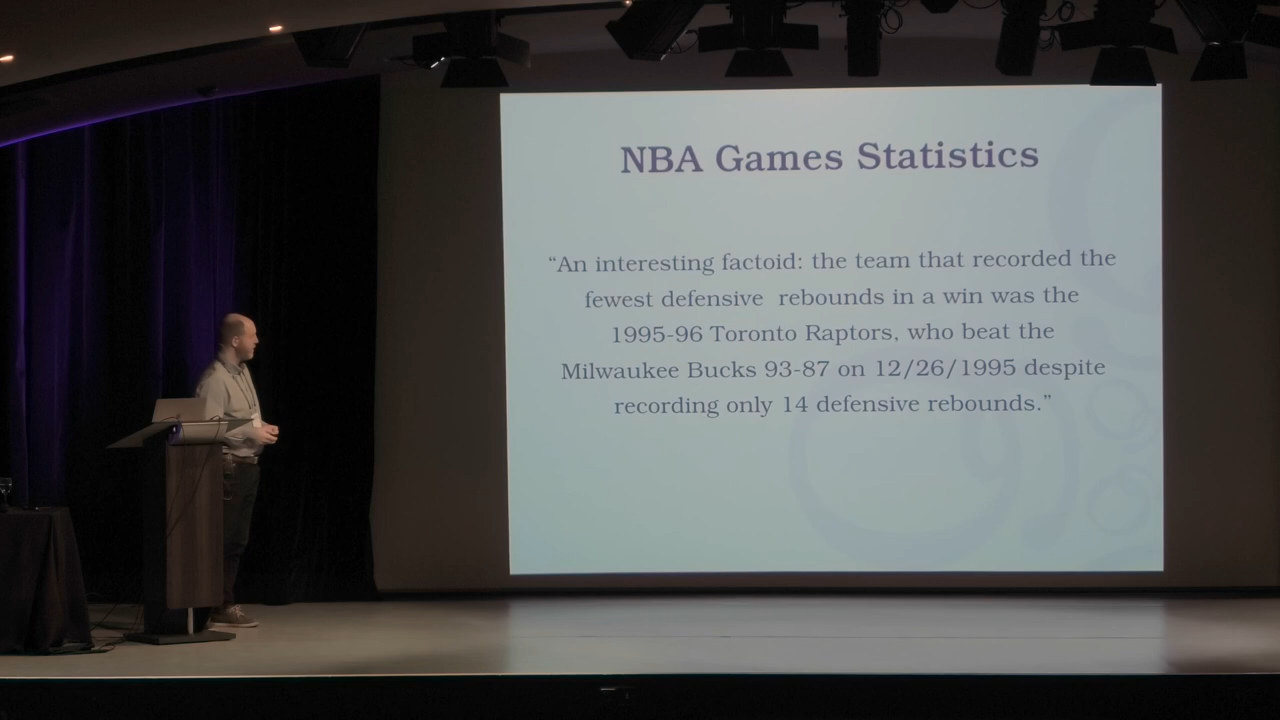 NBA Games Statistics
“An interesting factoid: the team that recorded the
fewest defensive  rebounds in a win was the
1995-96 Toronto Raptors, who beat the
Milwaukee Bucks 93-87 on 12/26/1995 despite
recording only 14 defensive rebounds.”